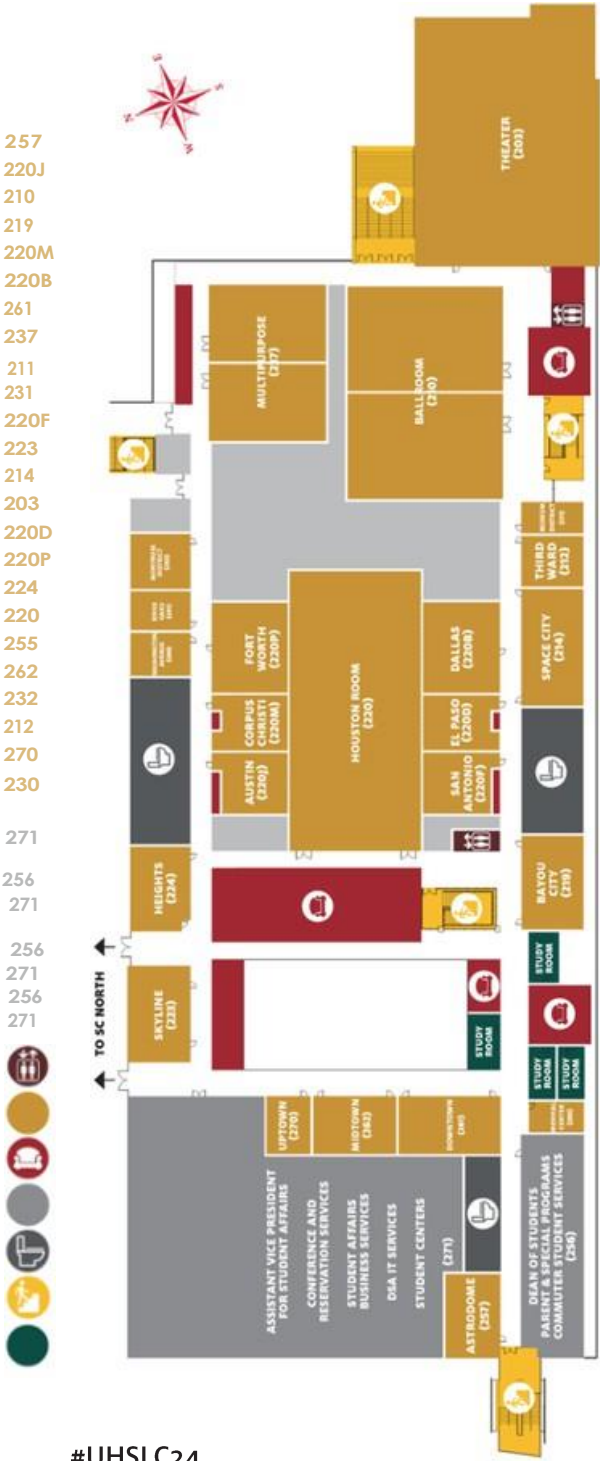 257
220J
210
219
220M
220B
261
237
211
231
220F
223
214
203
220D
220P
224
220
255
262
232
212
270
230
271
256
271
256
271
256
271
E
S
N
W
THEATER
(203)
MULTIPURPOSE
(237)
BALLROOM
(210)
DISTRICT
THIRD
WARD
(212)
SPACE CITY
(214)
FORT
WORTH
(220P)
CORPUS
CHRISTI
(220M)
AUSTIN
(220J)
HOUSTON ROOM
(220)
DALLAS
(220B)
EL PASO
(220D)
SAN
ANTONIO
(220F)
HEIGHTS
(224)
BAYOU
CITY
(219)
TO SC NORTH
SKYLINE
(223)
STUDY
ROOM
STUDY
ROOM
STUDY
ROOM
STUDY
ROOM
UPTOWN
(270)
MIDTOWN
(262)
DOWNTOWN
(261)
CENTER
ASSISTANT VICE PRESIDENT
FOR STUDENT AFFAIRS
CONFERENCE AND
RESERVATION SERVICES
STUDENT AFFAIRS
BUSINESS SERVICES
DSA IT SERVICES
STUDENT CENTERS
(271)
ASTRODOME
(257)
DEAN OF STUDENTS
PARENT & SPECIAL PROGRAMS
COMMUTER STUDENT SERVICES
(256)
#UHSLC24